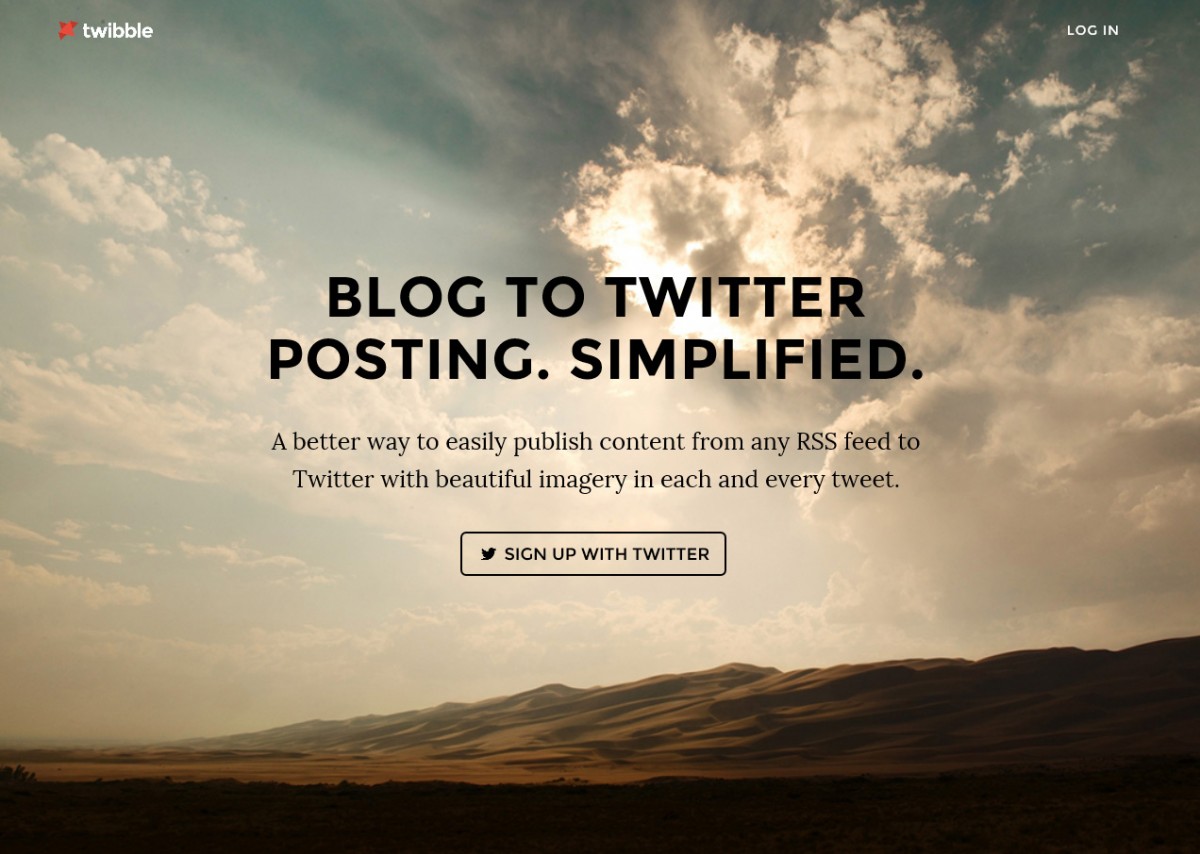 twibble
LOG IN
BLOG TO TWITTER
POSTING. SIMPLIFIED.
A better way to easily publish content from any RSS feed to
Twitter with beautiful imagery in each and every tweet.
SIGN UP WITH TWITTER